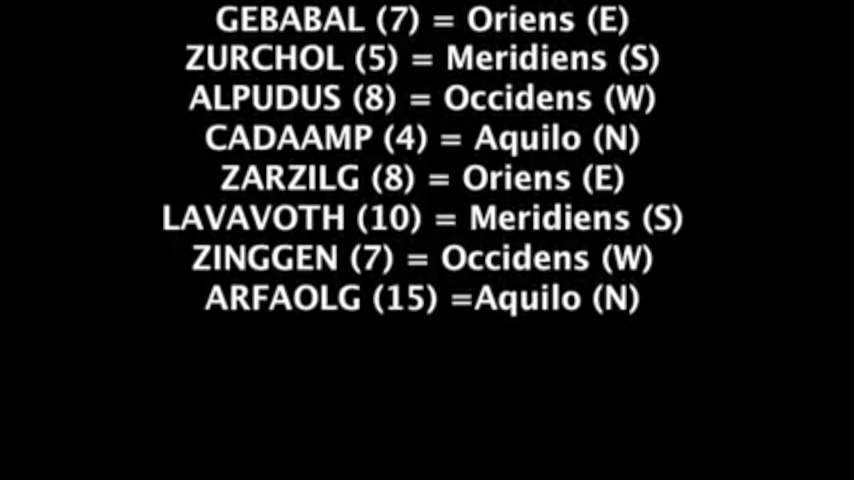 GEBABAL (7) = Oriens (E)
ZURCHOL (5) = Meridiens (S)
ALPUDUS (8) = Occidens (W)
CADAAMP (4) = Aquilo (N)
ZARZILG (8) = Oriens (E)
LAVAVOTH (10) = Meridiens (S)
ZINGGEN (7) = Occidens (W)
ARFAOLG (15) =Aquilo (N)